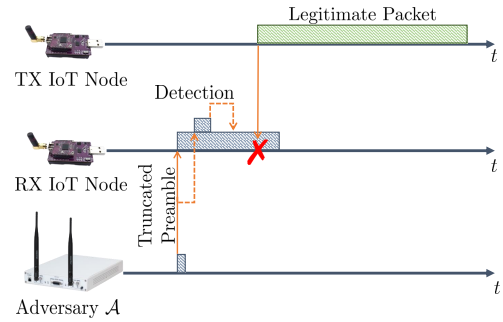 Legitimate Packet
t
TX IoT Node
Detection
t
RX IoT Node
Truncated
Preamble
t
Adversary 𝒜